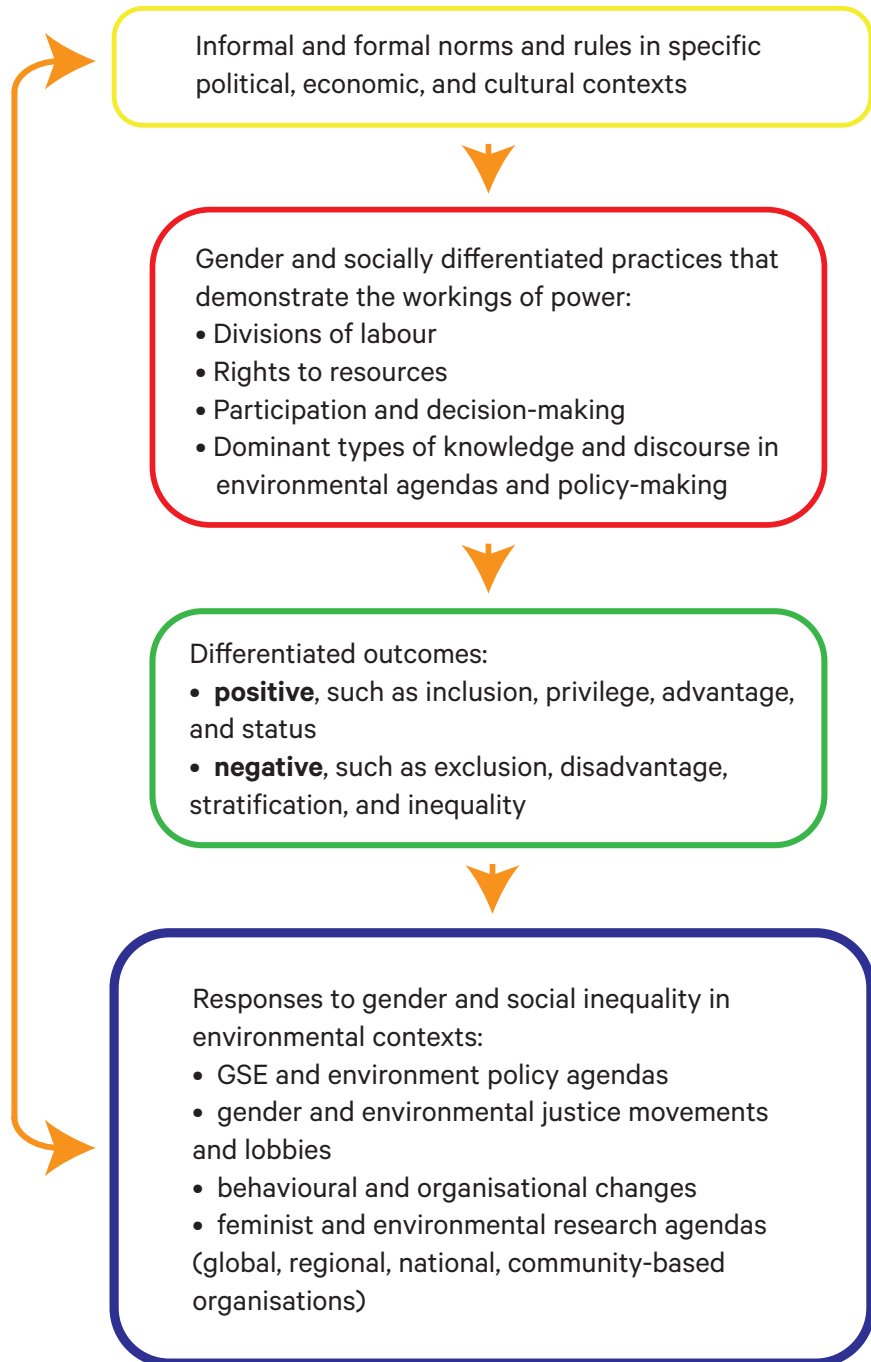 Informal and formal norms and rules in specific
political, economic, and cultural contexts
Gender and socially differentiated practices that
demonstrate the workings of power:
• Divisions of labour
• Rights to resources
• Participation and decision-making
• Dominant types of knowledge and discourse in
environmental agendas and policy-making
Differentiated outcomes:
• positive, such as inclusion, privilege, advantage,
and status
• negative, such as exclusion, disadvantage,
stratification, and inequality
Responses to gender and social inequality in
environmental contexts:
• GSE and environment policy agendas
• gender and environmental justice movements
and lobbies
• behavioural and organisational changes
• feminist and environmental research agendas
(global, regional, national, community-based
organisations)